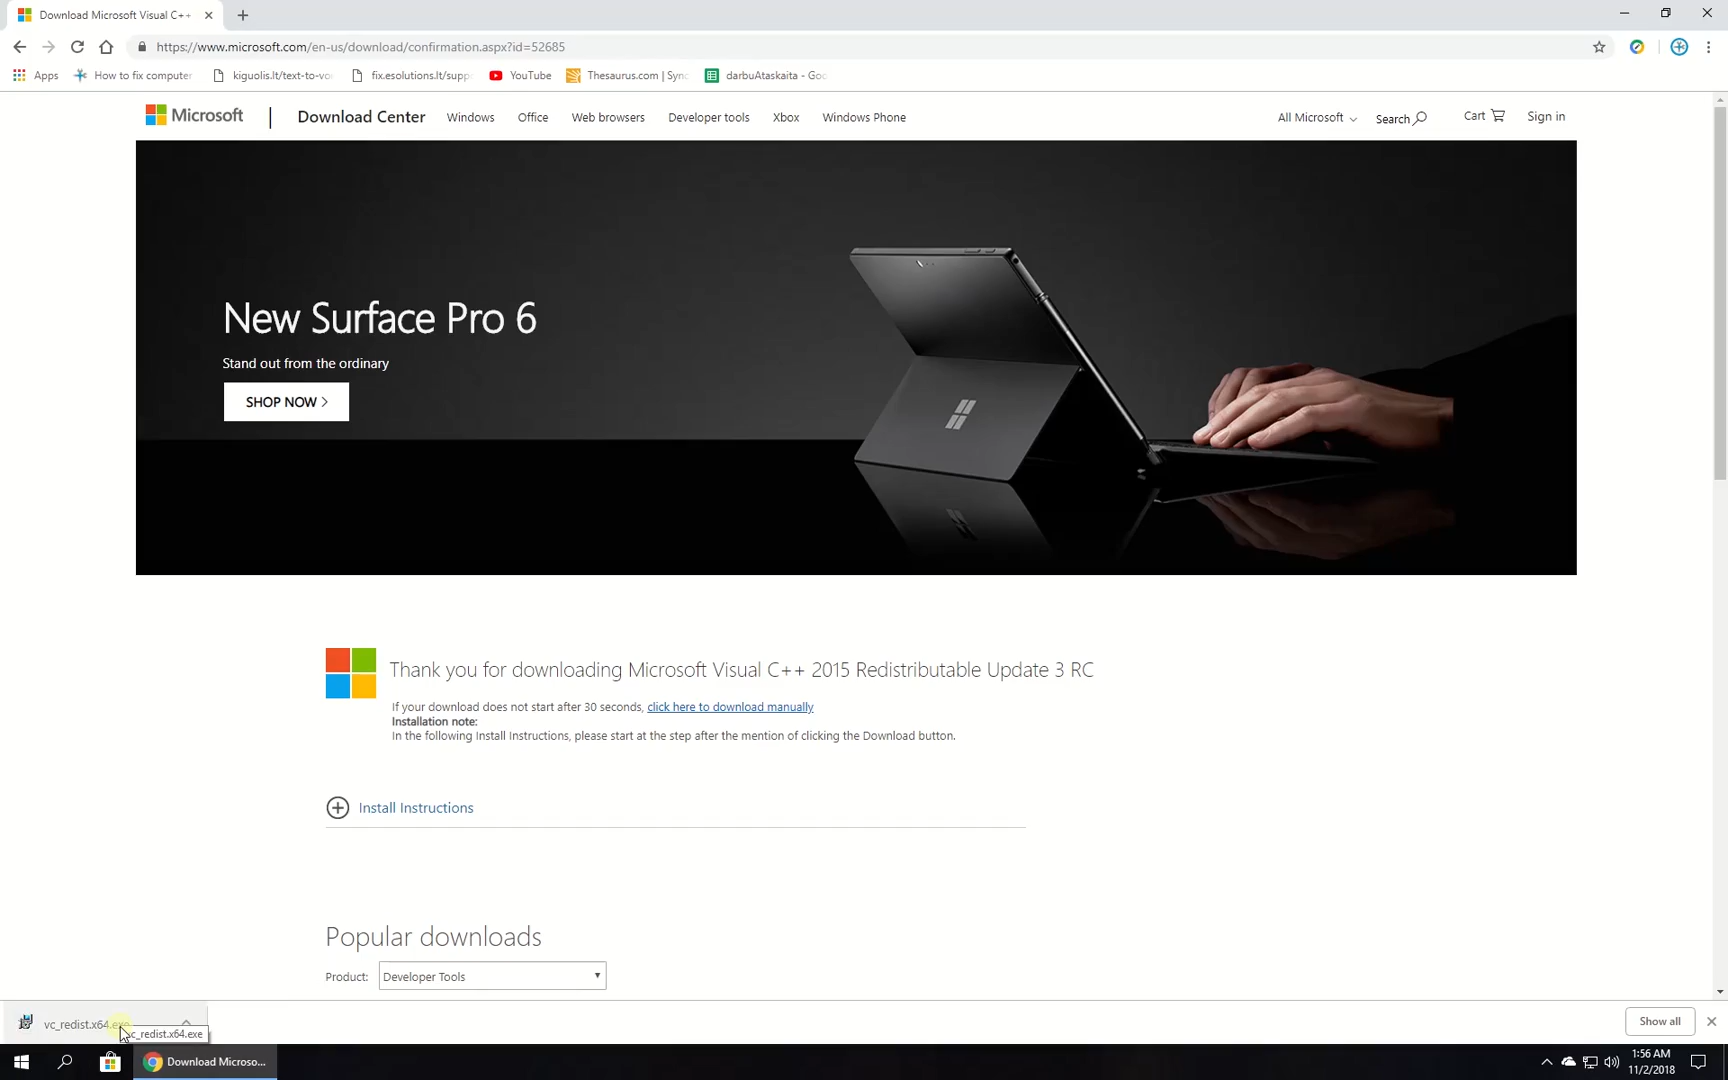 Download Microsoft Visual C++
https://www.microsoft.com/en-us/download/confirmation.aspx?id=52685
Apps
How to fix computer
kiguolis.lt/text-to-vo
fix.esolutions.lt/supp
YouTube
Thesaurus.com | Sync
darbuAtaskaita - Goo
Microsoft
Download Center
Windows
Office
Web browsers
Developer tools
Xbox
Windows Phone
All Microsoft
Search
Cart
Sign in
New Surface Pro 6
Stand out from the ordinary
SHOP NOW >
Thank you for downloading Microsoft Visual C++ 2015 Redistributable Update 3 RC
If your download does not start after 30 seconds, click here to download manually
Installation note:
In the following Install Instructions, please start at the step after the mention of clicking the Download button.
Install Instructions
Popular downloads
Product: Developer Tools
vc_redist.x64.exe
c_redist.x64.exe
Show all
Download Microso...
1:56 AM
11/2/2018